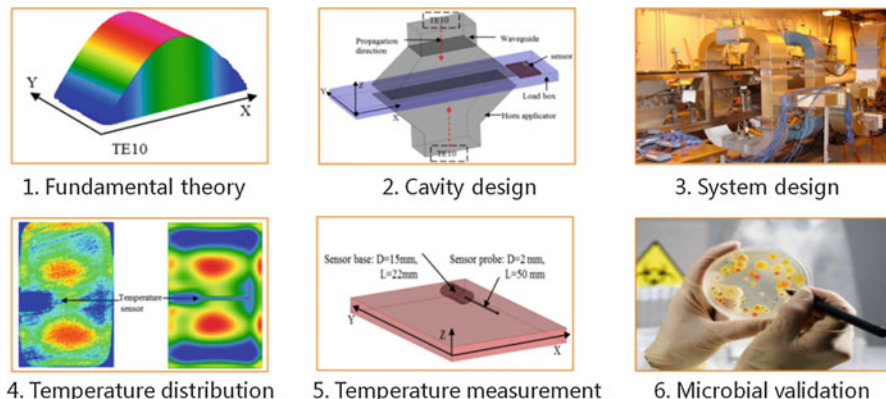 Y
X
TE10
1. Fundamental theory
TE10
Propagation
direction
Waveguide
sensor
Load box
Horn applicator
Y
Z
X
TE10
2. Cavity design
3. System design
Temperature
sensor
4. Temperature distribution
Sensor base: D=15mm,
L=22mm
Sensor probe: D=2 mm,
L=50 mm
Y
Z
X
5. Temperature measurement
6. Microbial validation